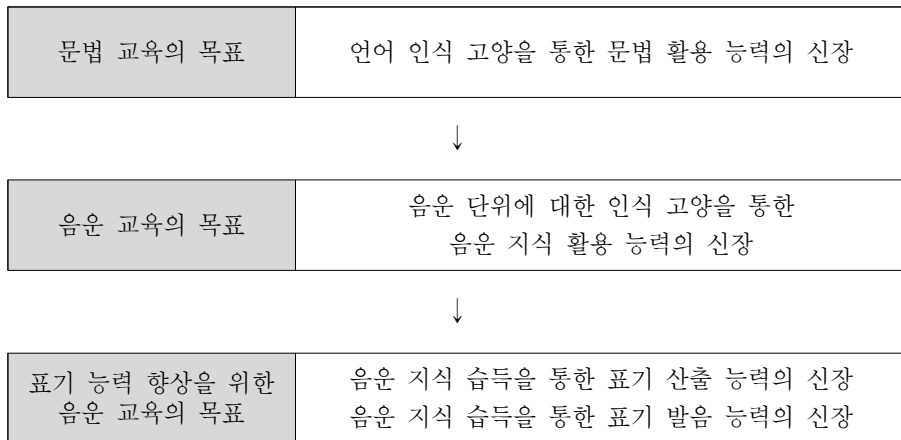 문법 교육의 목표
언어 인식 고양을 통한 문법 활용 능력의 신장
↓
음운 교육의 목표
음운 단위에 대한 인식 고양을 통한
음운 지식 활용 능력의 신장
↓
표기 능력 향상을 위한
음운 교육의 목표
음운 지식 습득을 통한 표기 산출 능력의 신장
음운 지식 습득을 통한 표기 발음 능력의 신장